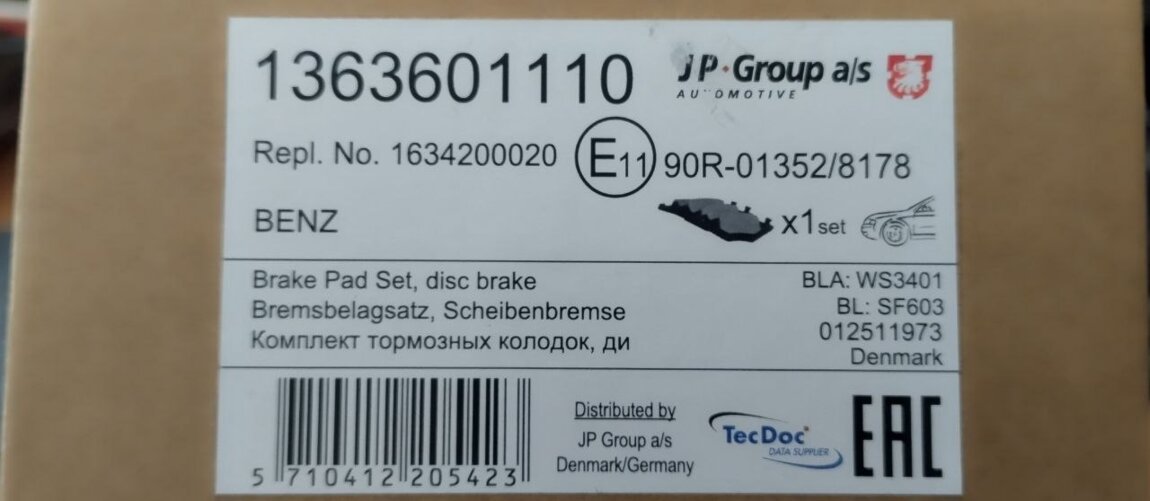 1363601110
JP Group a/s
AUTOMOTIVE
Repl. No. 1634200020
E11 90R-01352/8178
BENZ
x1 set
Brake Pad Set, disc brake
BLA: WS3401
Bremsbelagsatz, Scheibenbremse
BL: SF603
012511973
Комплект тормозных колодок, ди
Denmark
Distributed by
JP Group a/s
Denmark/Germany
TecDoc
DATA SUPPLIER
EAC
5 710412 205423